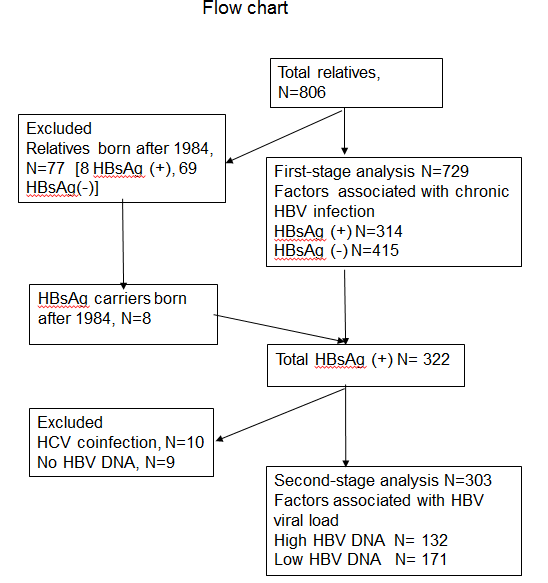 Flow chart
Total relatives,
N=806
Excluded
Relatives born after 1984,
N=77 [8 HBsAg (+), 69
HBsAg(-)]
First-stage analysis N=729
Factors associated with chronic
HBV infection
HBsAg (+) N=314
HBsAg (-) N=415
HBsAg carriers born
after 1984, N=8
Total HBsAg (+) N= 322
Excluded
HCV coinfection, N=10
No HBV DNA, N=9
Second-stage analysis N=303
Factors associated with HBV
viral load
High HBV DNA N= 132
Low HBV DNA N= 171